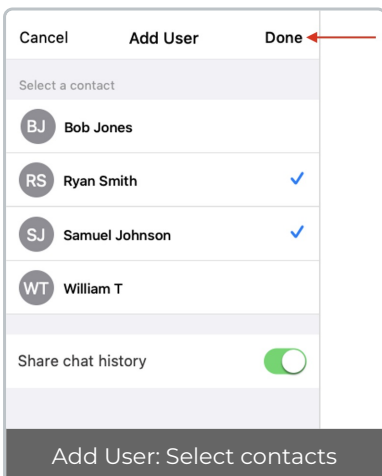 Cancel Add User Done
Select a contact
BJ Bob Jones
RS Ryan Smith
SJ Samuel Johnson
WT William T
Share chat history
Add User: Select contacts